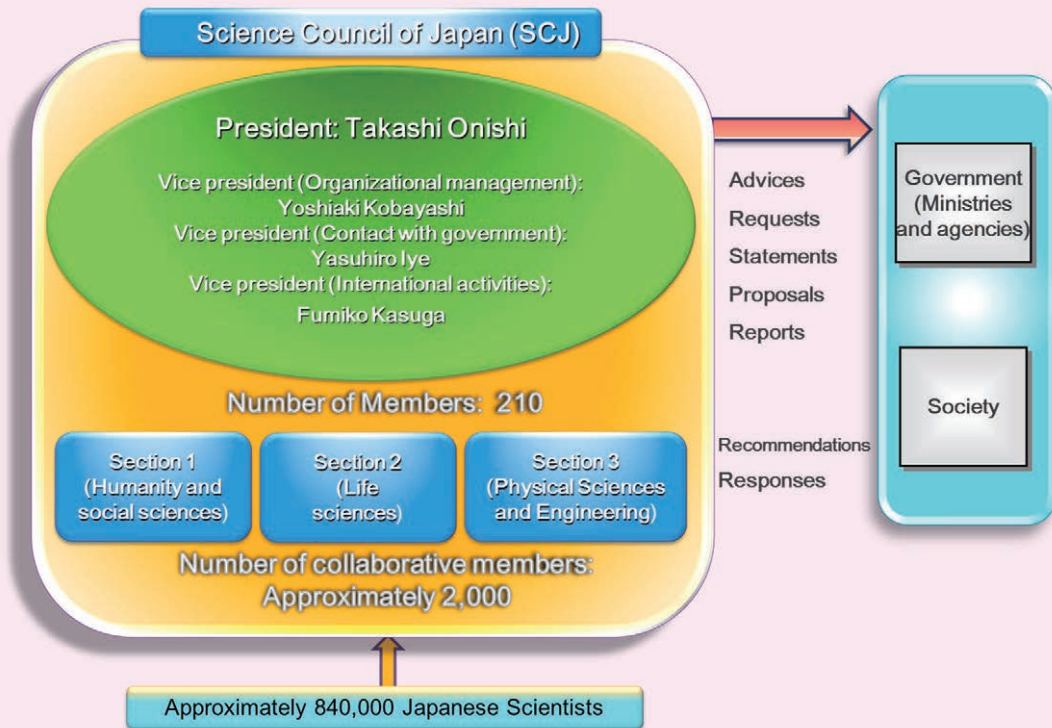 Science Council of Japan (SCJ)
President: Takashi Onishi
Vice president (Organizational management):
Yoshiaki Kobayashi
Vice president (Contact with government):
Yasuhiro Iye
Vice president (International activities):
Fumiko Kasuga
Number of Members: 210
Section 1
(Humanity and
social sciences)
Section 2
(Life
sciences)
Section 3
(Physical Sciences
and Engineering)
Number of collaborative members:
Approximately 2,000
Approximately 840,000 Japanese Scientists
Advices
Requests
Statements
Proposals
Reports
Recommendations
Responses
Government
(Ministries
and agencies)
Society